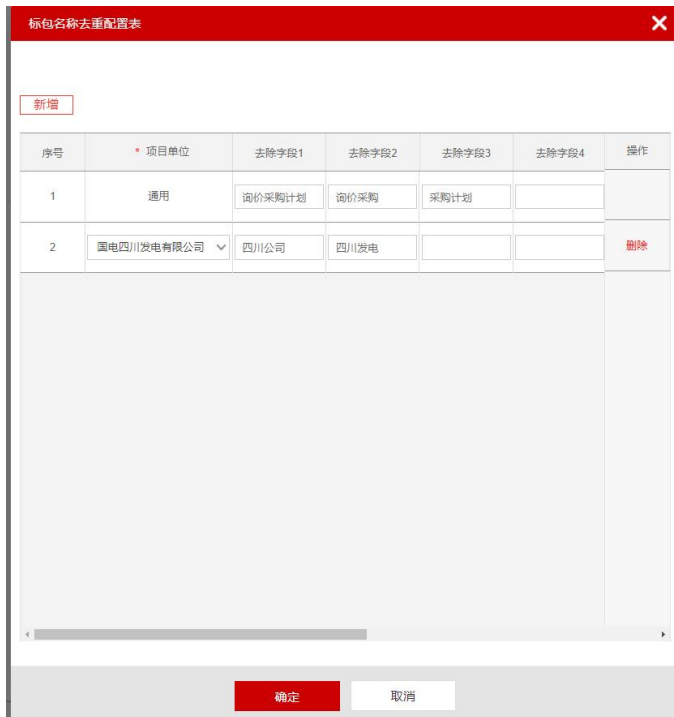 标包名称去重配置表
新增
序号 * 项目单位 去除字段1 去除字段2 去除字段3 去除字段4 操作
1 通用 询价采购计划 询价采购 采购计划
2 国电四川发电有限公司 四川公司 四川发电 删除
确定 取消